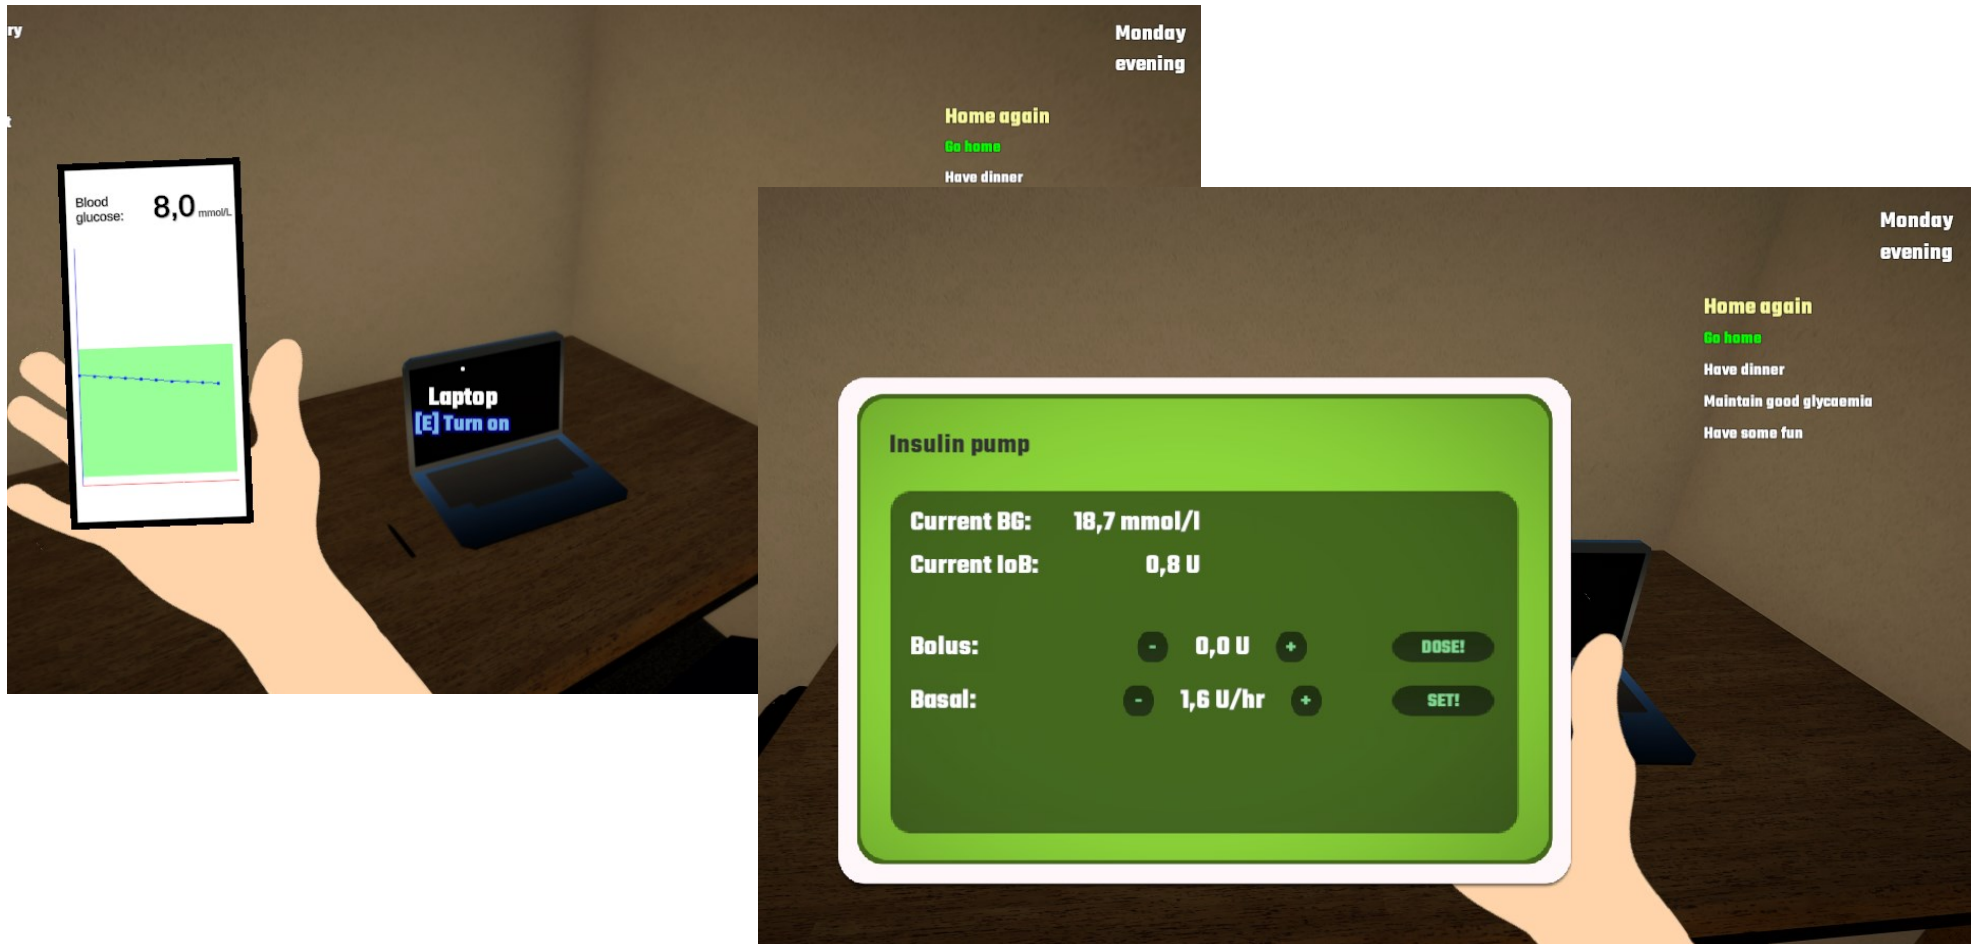 ry
Monday
evening
Home again
Go home
Have dinner
Blood
glucose:
8,0 mmol/L
Laptop
[E] Turn on
Monday
evening
Home again
Go home
Have dinner
Maintain good glycaemia
Have some fun
Insulin pump
Current BG: 18,7 mmol/l
Current IoB: 0,8 U
Bolus: - 0,0 U + DOSE!
Basal: - 1,6 U/hr + SET!